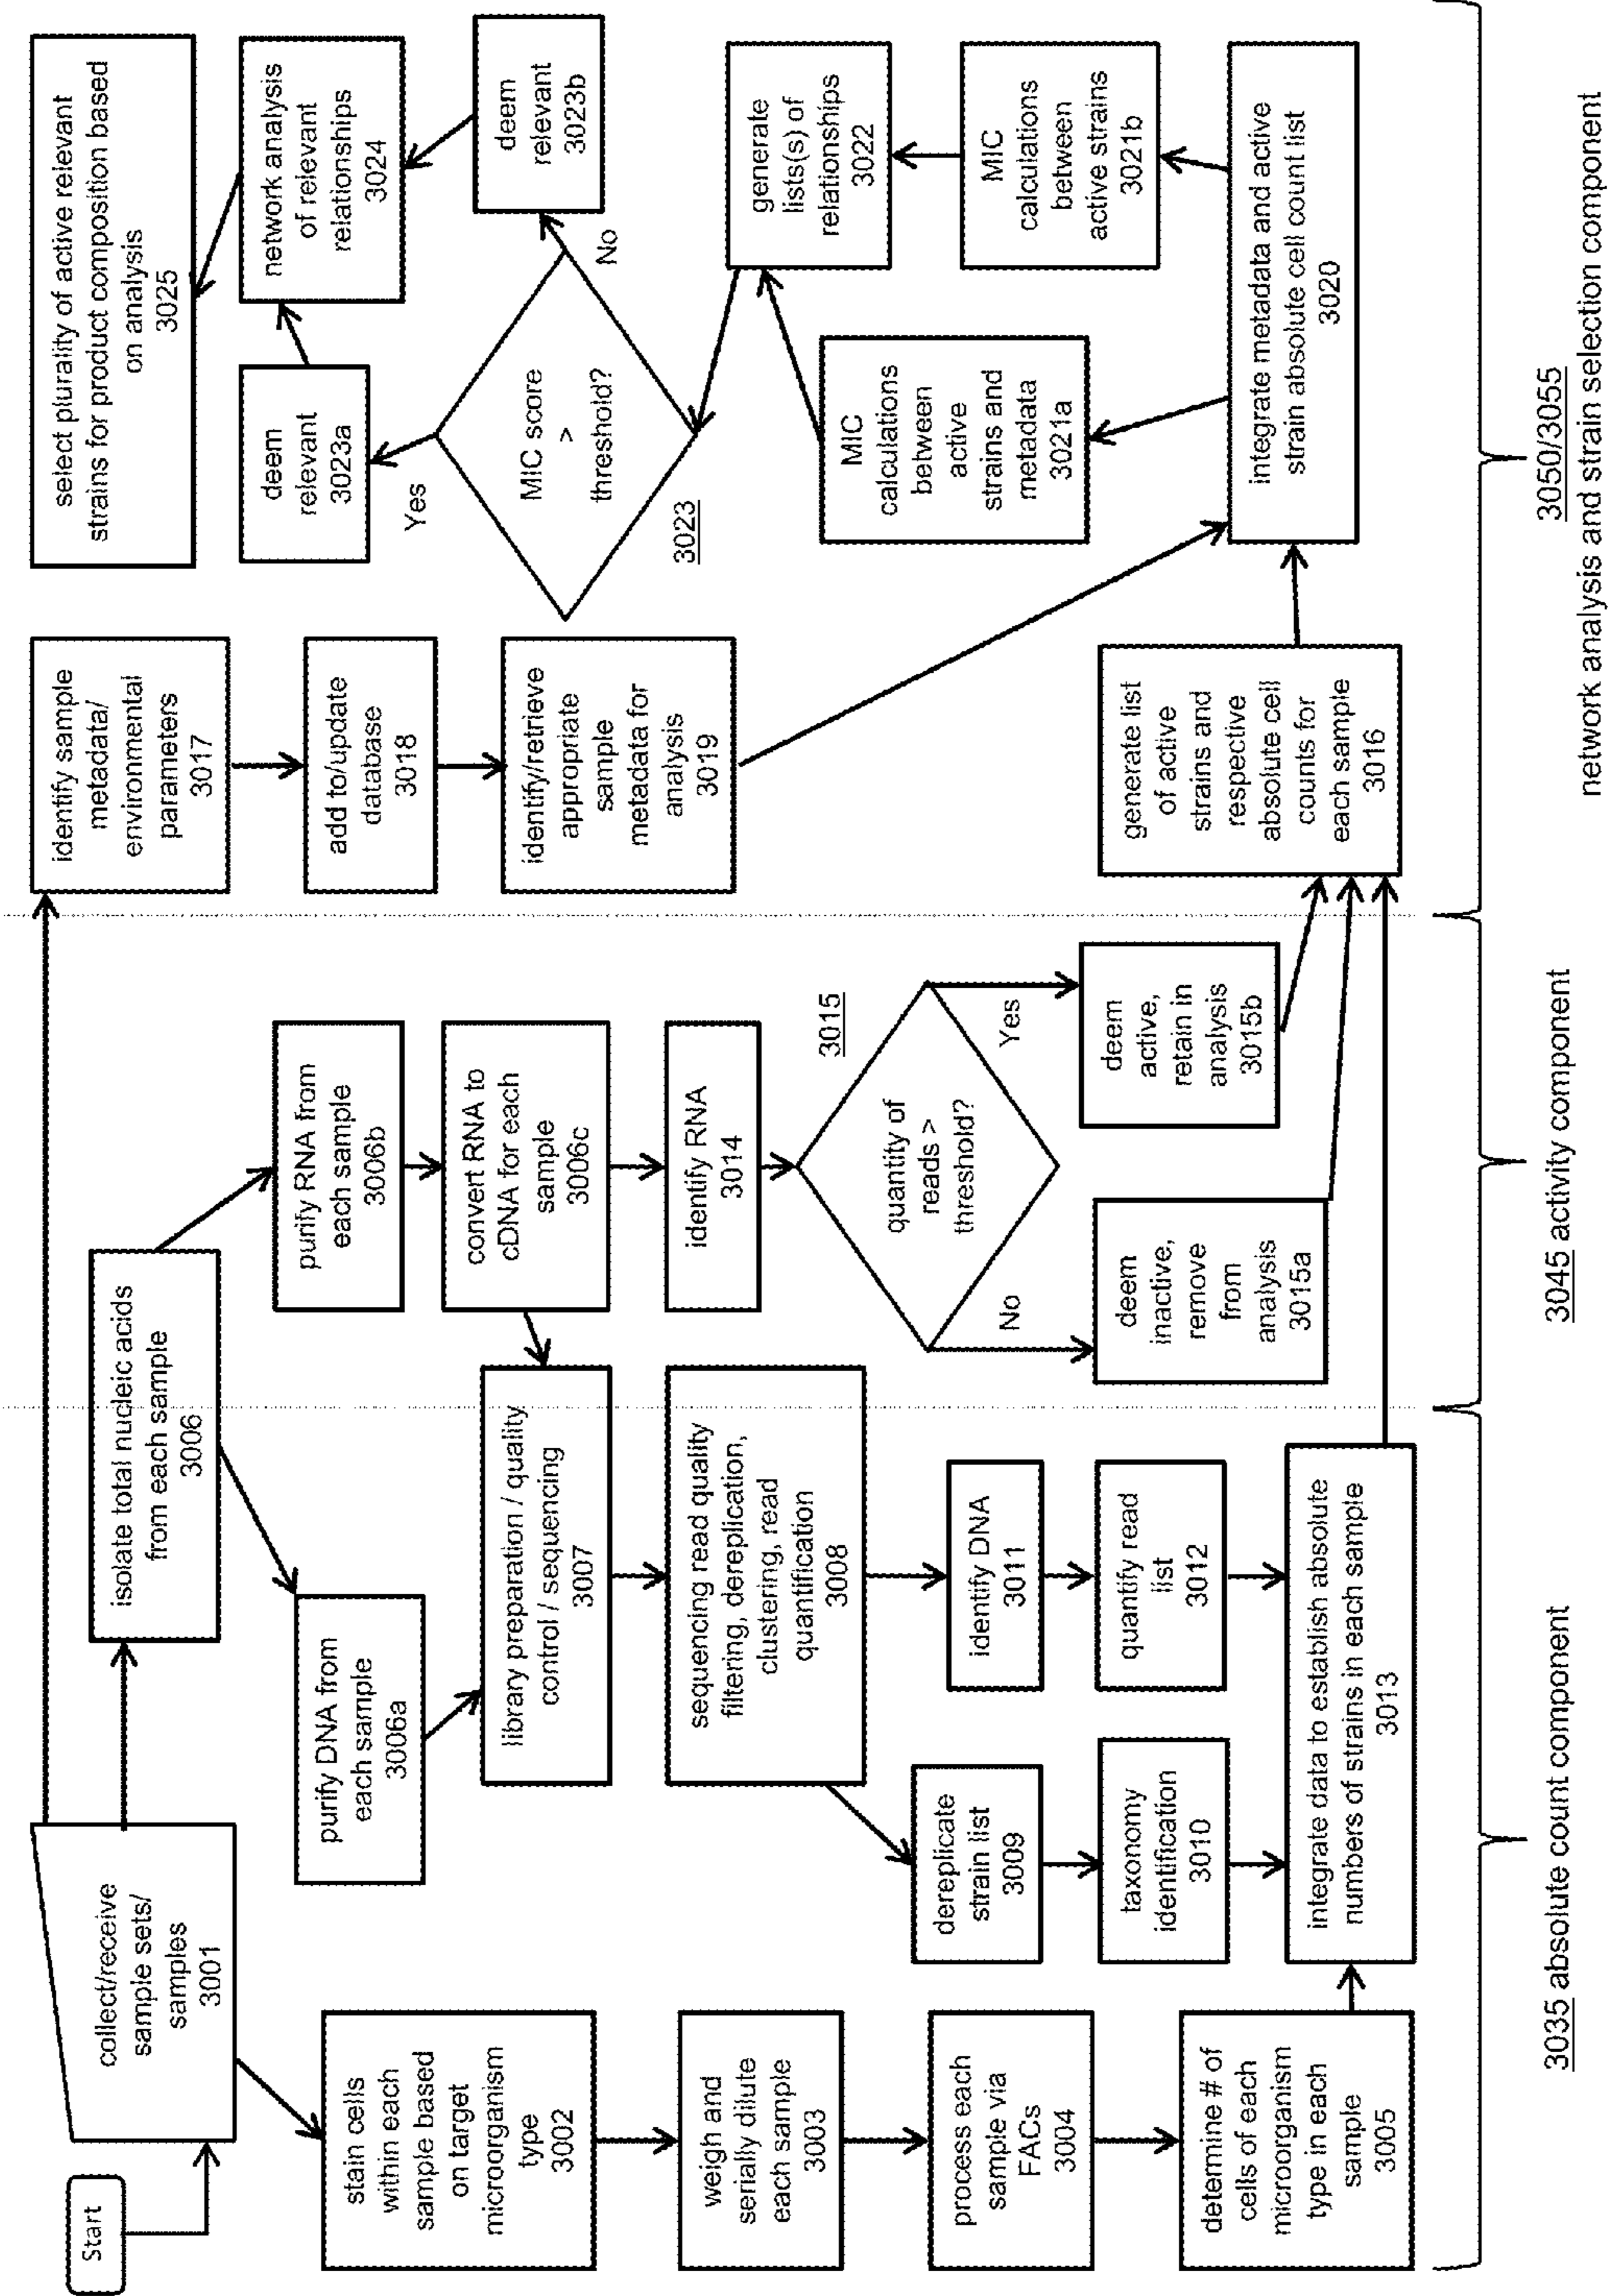 Start
collect/receive
sample sets/
samples
3001
stain cells
within each
sample based
on target
microorganism
type
3002
weigh and
serially dilute
each sample
3003
process each
sample via
FACs
3004
determine # of
cells of each
microorganism
type in each
sample
3005
isolate total nucleic acids
from each sample
3006
purify DNA from
each sample
3006a
library preparation / quality
control / sequencing
3007
sequencing read quality
filtering, dereplication,
clustering, read
quantification
3008
dereplicate
strain list
3009
taxonomy
identification
3010
identify DNA
3011
quantify read
list
3012
integrate data to establish absolute
numbers of strains in each sample
3013
3035 absolute count component
purify RNA from
each sample
3006b
convert RNA to
cDNA for each
sample
3006c
identify RNA
3014
3015
quantity of
reads >
threshold?
No
Yes
deem
inactive,
remove
from
analysis
3015a
deem
active,
retain in
analysis
3015b
3045 activity component
identify sample
metadata/
environmental
parameters
3017
add to/update
database
3018
identify/retrieve
appropriate
sample
metadata for
analysis
3019
generate list
of active
strains and
respective
absolute cell
counts for
each sample
3016
integrate metadata and active
strain absolute cell count list
3020
MIC
calculations
between
active
strains and
metadata
3021a
MIC
calculations
between
active strains
3021b
generate
lists(s) of
relationships
3022
3023
MIC score
>
threshold?
Yes
No
deem
relevant
3023a
deem
relevant
3023b
network analysis
of relevant
relationships
3024
select plurality of active relevant
strains for product composition based
on analysis
3025
3050/3055
network analysis and strain selection component